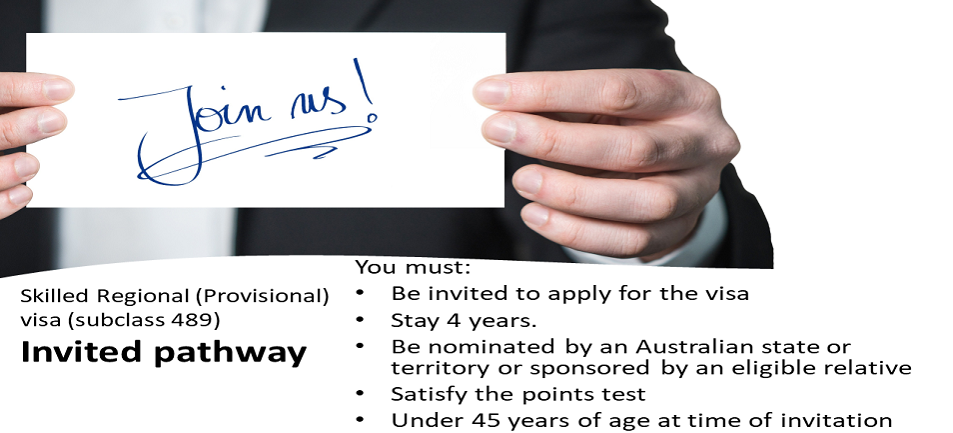 Join us!
You must:
Skilled Regional (Provisional)
visa (subclass 489)
Invited pathway
• Be invited to apply for the visa
• Stay 4 years.
• Be nominated by an Australian state or
territory or sponsored by an eligible relative
• Satisfy the points test
• Under 45 years of age at time of invitation